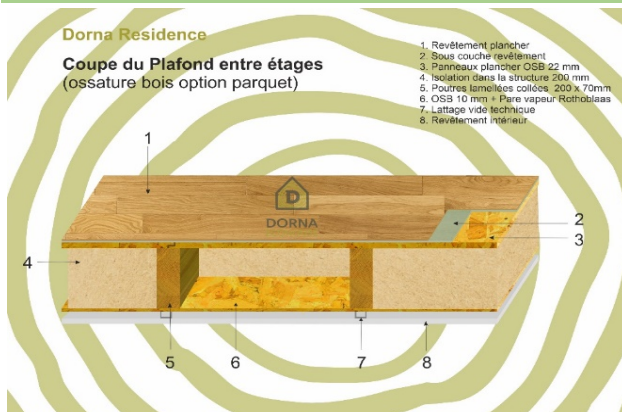 Dorna Residence
Coupe du Plafond entre étages
(ossature bois option parquet)
1. Revêtement plancher
2. Sous couche revêtement
3. Panneaux plancher OSB 22 mm
4. Isolation dans la structure 200 mm
5. Poutres lamellées collées 200 x 70mm
6. OSB 10 mm + Pare vapeur Rothoblaas
7. Lattage vide technique
8. Revêtement intérieur
1
D
DORNA
2
3
4
5
6
7
8